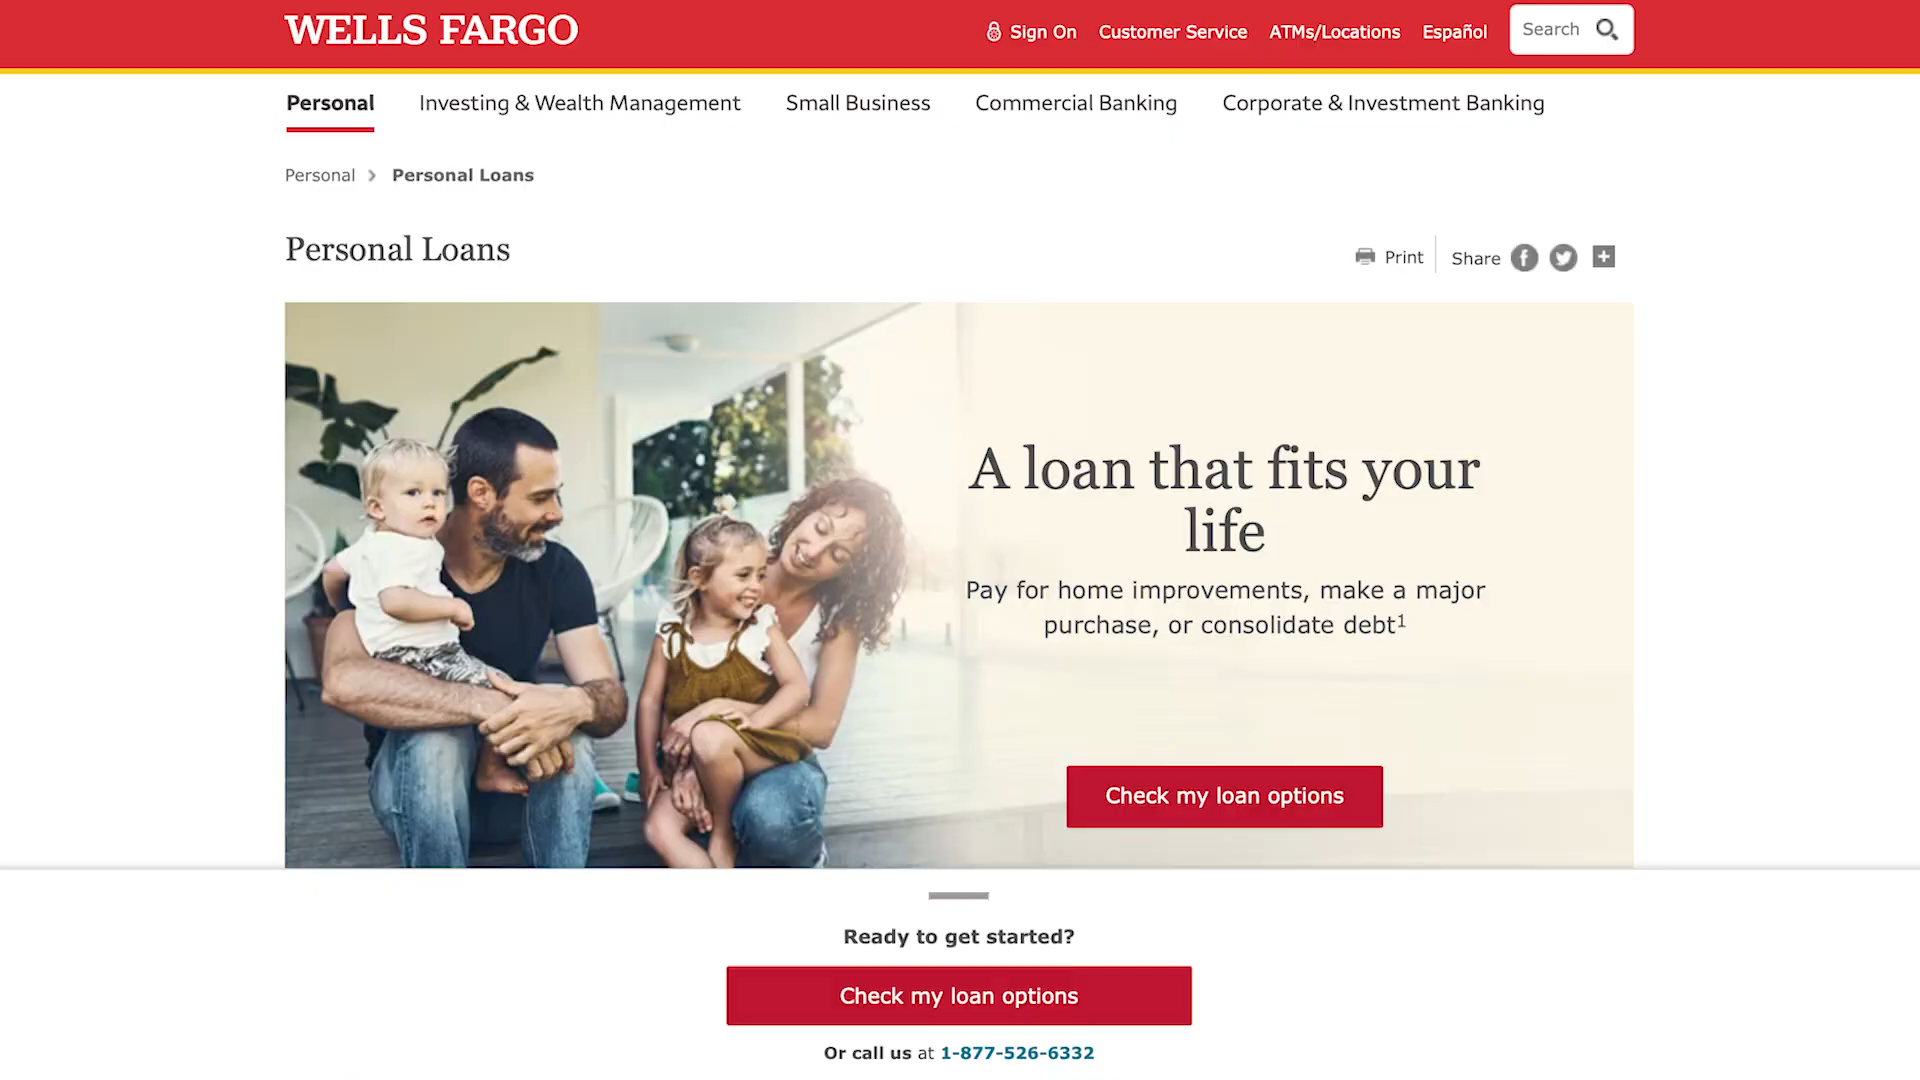 WELLS FARGO
Sign On Customer Service ATMs/Locations Español Search
Personal Investing & Wealth Management Small Business Commercial Banking Corporate & Investment Banking
Personal Personal Loans
Personal Loans
Print Share
A loan that fits your
life
Pay for home improvements, make a major
purchase, or consolidate debt¹
Check my loan options
Ready to get started?
Check my loan options
Or call us at 1-877-526-6332